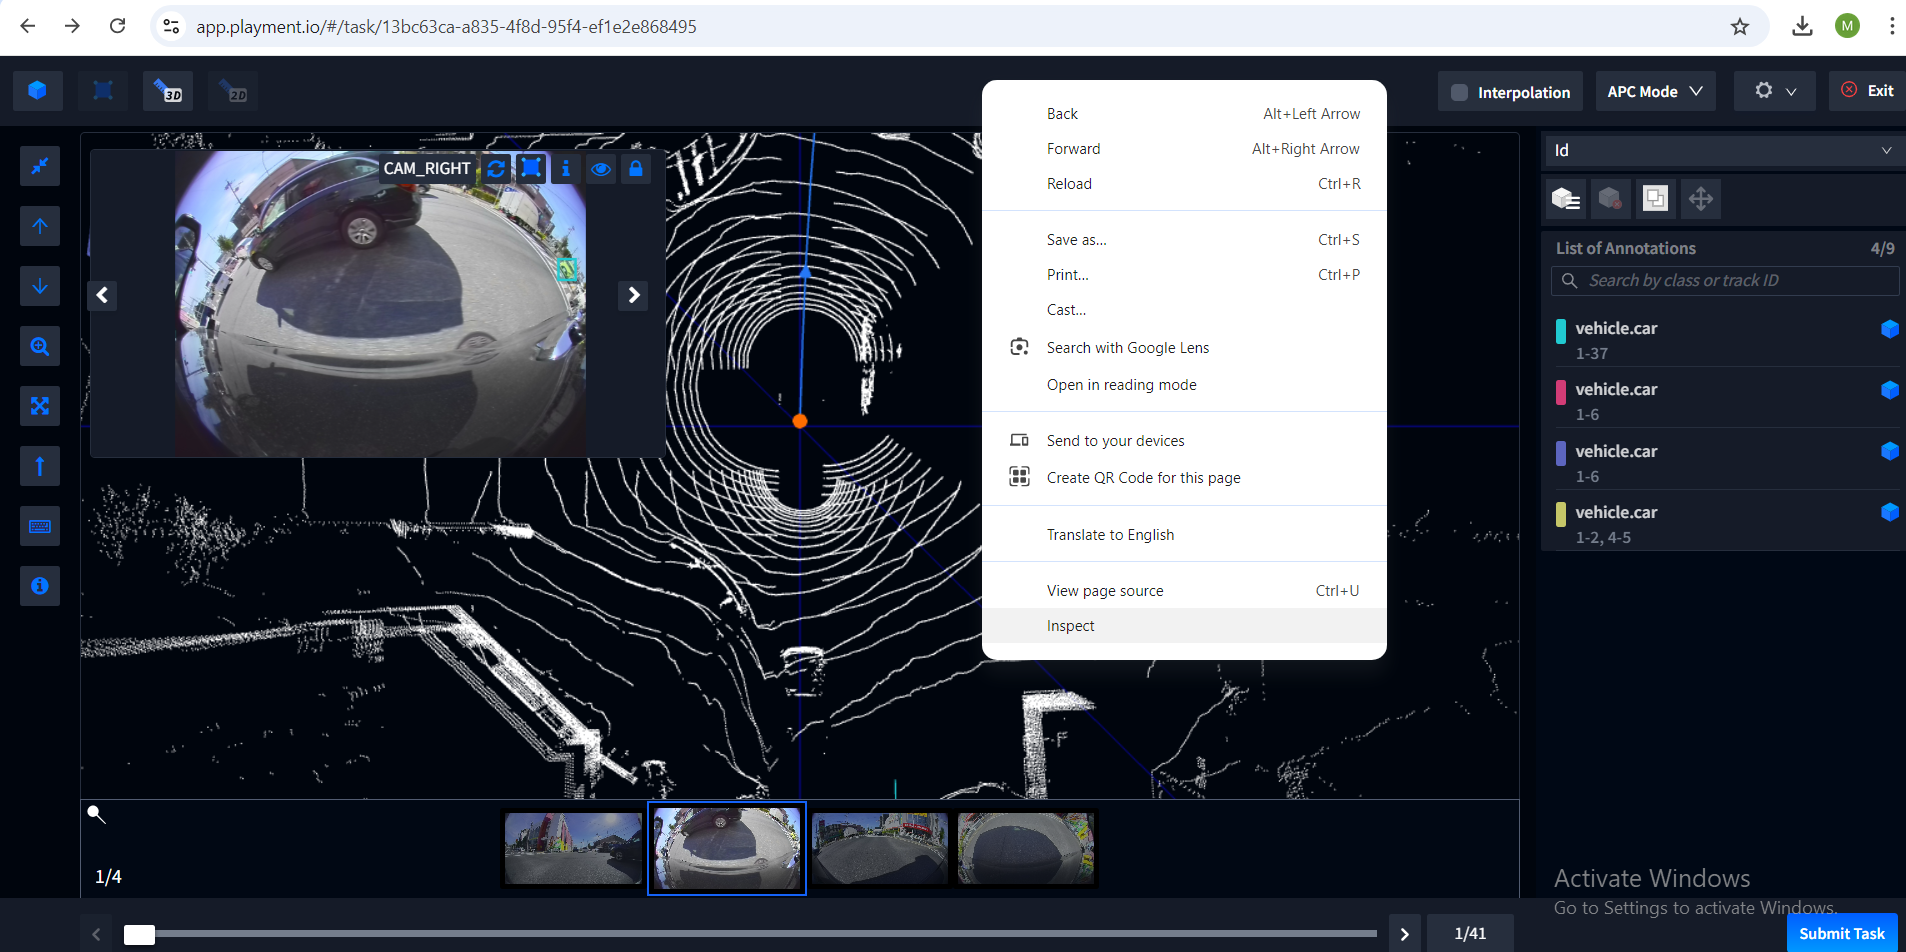 app.playment.io/#/task/13bc63ca-a835-4f8d-95f4-ef1e2e868495
M
3D
2D
Interpolation
APC Mode
Exit
CAM_RIGHT
i
Back Alt+Left Arrow
Forward Alt+Right Arrow
Reload Ctrl+R
Save as... Ctrl+S
Print... Ctrl+P
Cast...
Search with Google Lens
Open in reading mode
Send to your devices
Create QR Code for this page
Translate to English
View page source Ctrl+U
Inspect
Id
List of Annotations 4/9
Search by class or track ID
vehicle.car
1-37
vehicle.car
1-6
vehicle.car
1-6
vehicle.car
1-2, 4-5
1/4
Activate Windows
Go to Settings to activate Windows.
1/41
Submit Task